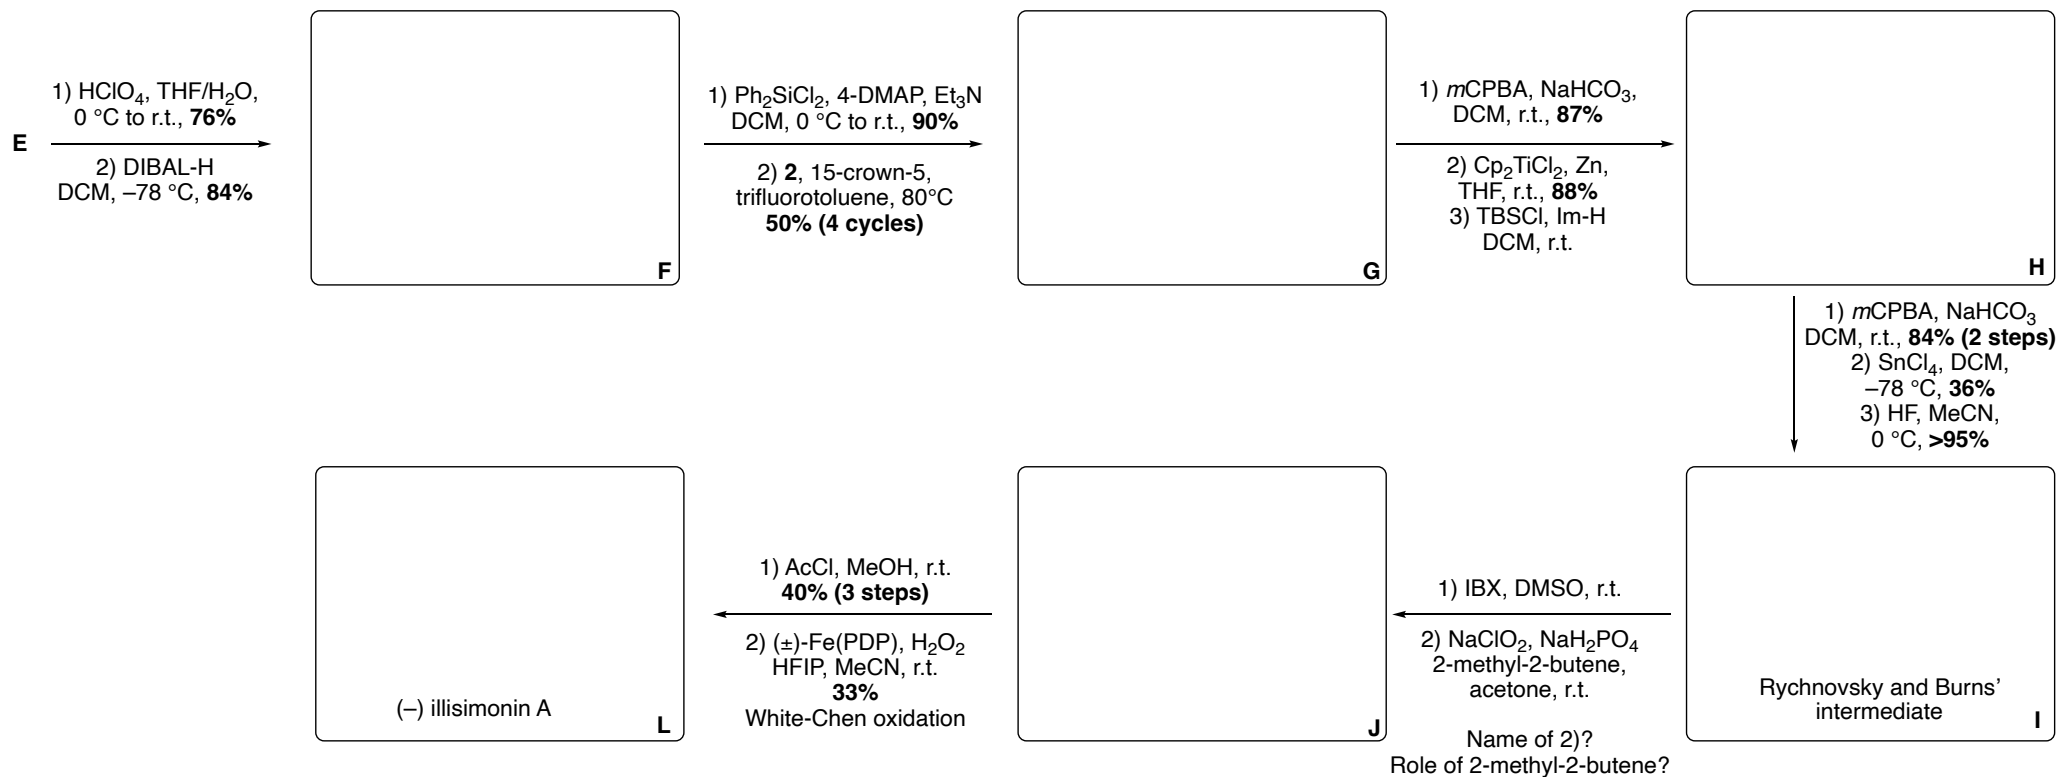 E
1) HClO4, THF/H2O,
0 °C to r.t., 76%
2) DIBAL-H
DCM, –78 °C, 84%
F
1) Ph2SiCl2, 4-DMAP, Et3N
DCM, 0 °C to r.t., 90%
2) 2, 15-crown-5,
trifluorotoluene, 80°C
50% (4 cycles)
G
1) mCPBA, NaHCO3,
DCM, r.t., 87%
2) Cp2TiCl2, Zn,
THF, r.t., 88%
3) TBSCl, Im-H
DCM, r.t.
H
1) mCPBA, NaHCO3
DCM, r.t., 84% (2 steps)
2) SnCl4, DCM,
–78 °C, 36%
3) HF, MeCN,
0 °C, >95%
Rychnovsky and Burns'
intermediate
I
1) IBX, DMSO, r.t.
2) NaClO2, NaH2PO4
2-methyl-2-butene,
acetone, r.t.
Name of 2)?
Role of 2-methyl-2-butene?
J
1) AcCl, MeOH, r.t.
40% (3 steps)
2) (±)-Fe(PDP), H2O2
HFIP, MeCN, r.t.
33%
White-Chen oxidation
(–) illisimonin A
L